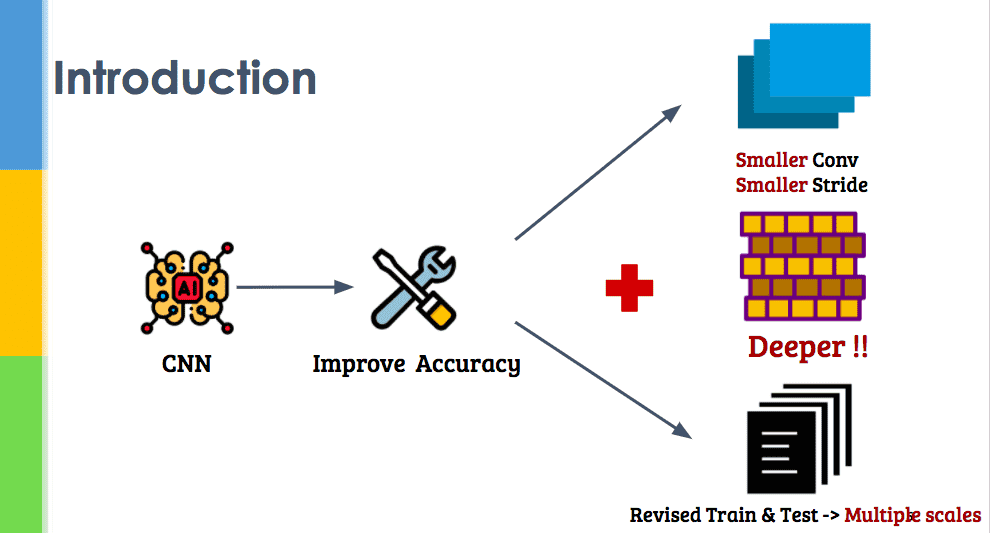 Introduction
Smaller Conv
Smaller Stride
AI
CNN
Improve Accuracy
Deeper !!
Revised Train & Test -> Multiple scales